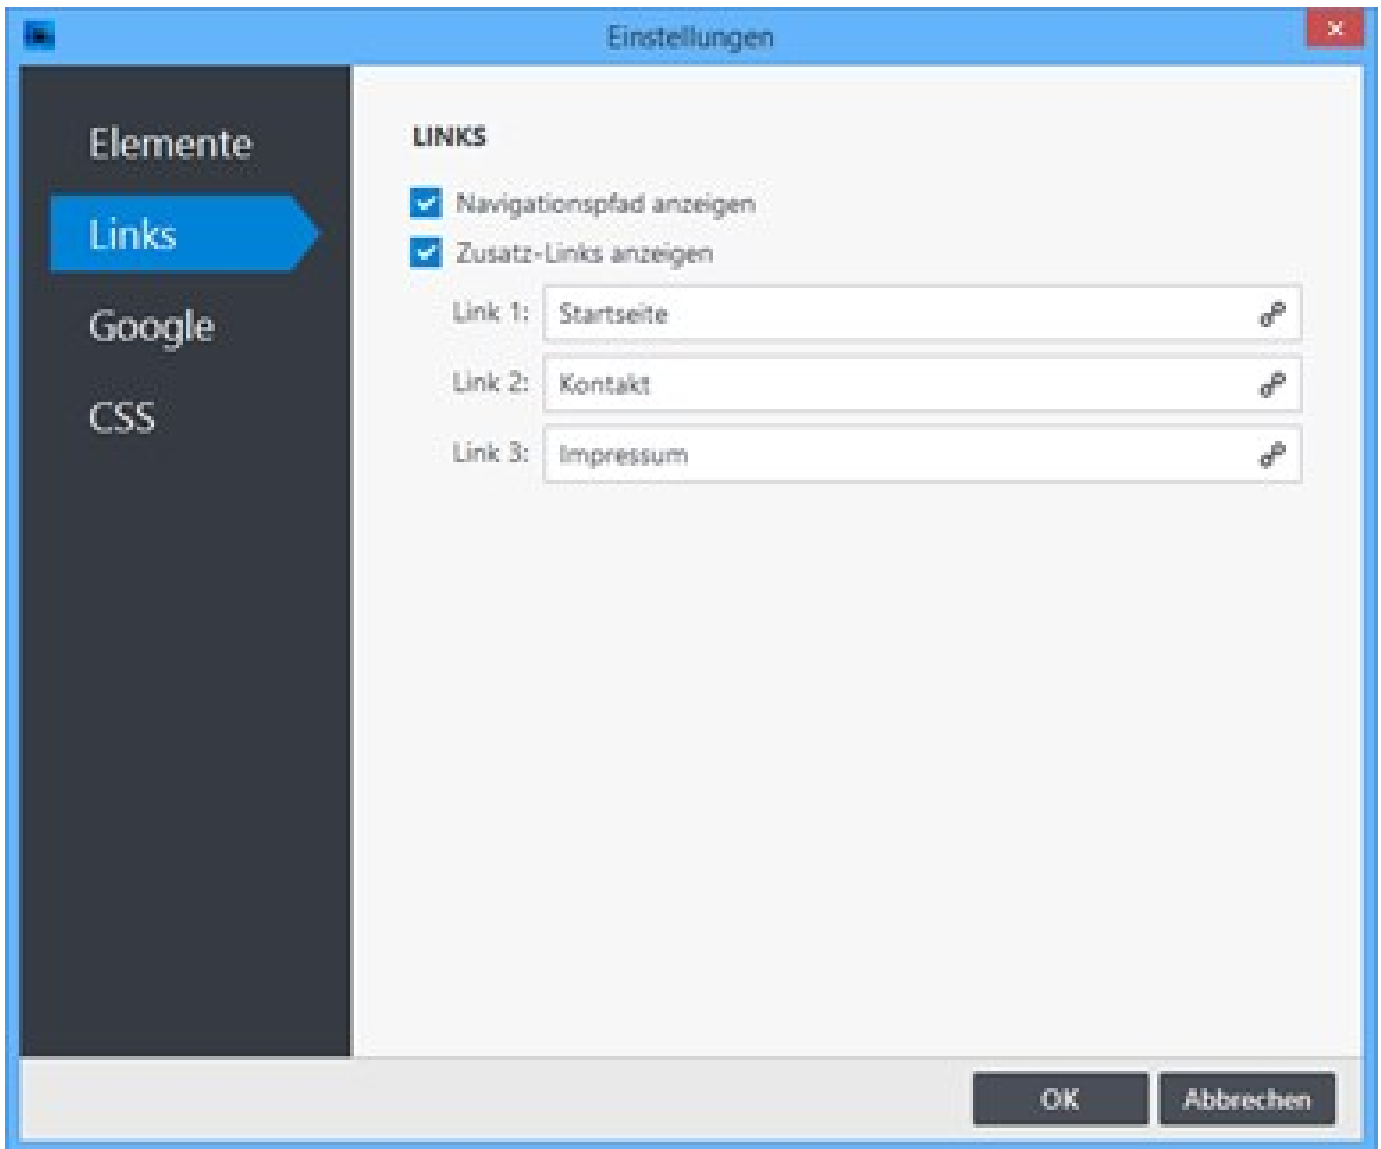 Einstellungen
Elemente
Links
Google
CSS
LINKS
Navigationspfad anzeigen
Zusatz-Links anzeigen
Link 1: Startseite
Link 2: Kontakt
Link 3: Impressum
OK Abbrechen